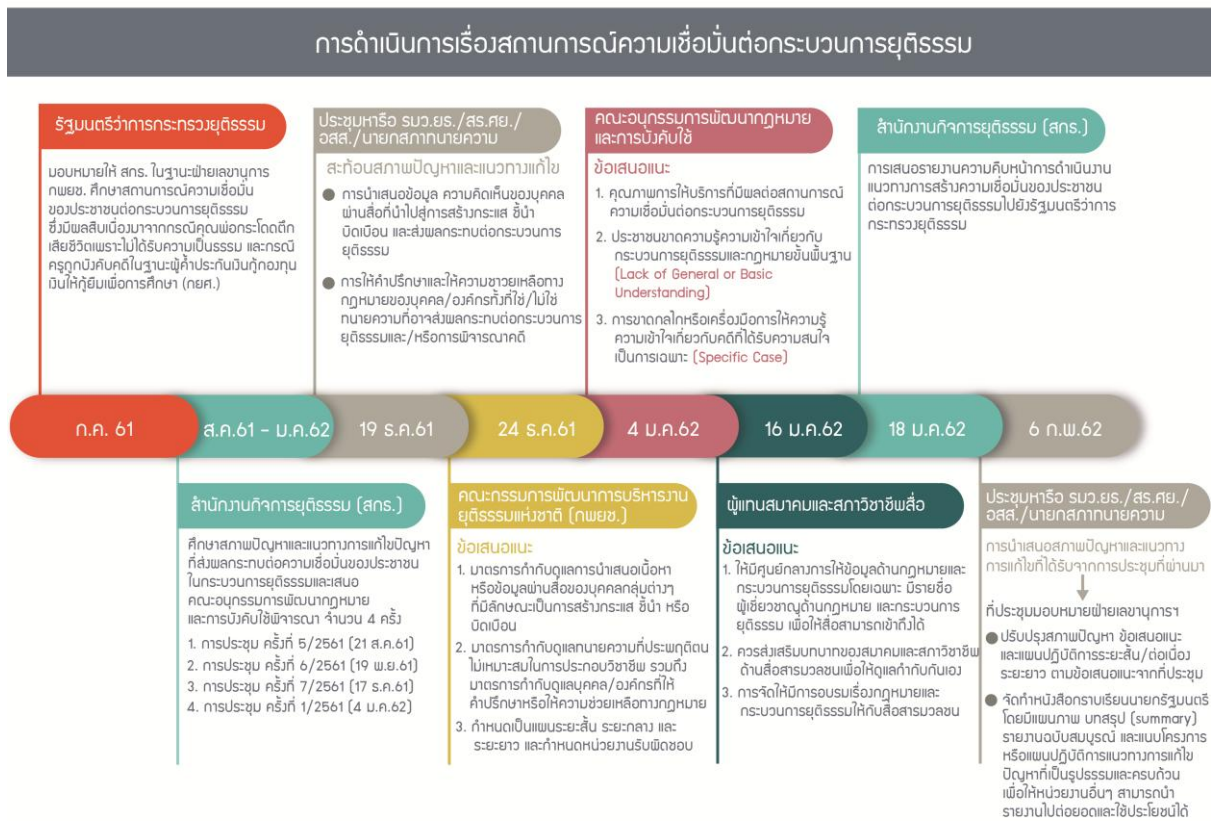 การดำเนินการเรื่องสถานการณ์ความเชื่อมั่นต่อกระบวนการยุติธรรม
รัฐมนตรีว่าการกระทรวงยุติธรรม
มอบหมายให้ สกธ. ในฐานะฝ่ายเลขานุการ
กพยช. ศึกษาสถานการณ์ความเชื่อมั่น
ของประชาชนต่อกระบวนการยุติธรรม
ซึ่งมีผลสืบเนื่องมาจากกรณีคุณพ่อกระโดดตึก
เสียชีวิตเพราะไม่ได้รับความเป็นธรรม และกรณี
ครูถูกบังคับคดีในฐานะผู้ค้ำประกันเงินกู้กองทุน
เงินให้กู้ยืมเพื่อการศึกษา (กยศ.)
ประชุมหารือ รมว.ยธ./สธ.ศย./
อสส./นายกสภาทนายความ
สะท้อนสภาพปัญหาและแนวทางแก้ไข
● การนำเสนอข้อมูล ความคิดเห็นของบุคคล
ผ่านสื่อที่นำไปสู่การสร้างกระแส ชี้นำ
บิดเบือน และส่งผลกระทบต่อกระบวนการ
ยุติธรรม
● การให้คำปรึกษาและให้ความช่วยเหลือทาง
กฎหมายของบุคคล/องค์กรทั้งที่ใช่/ไม่ใช่
ทนายความที่อาจส่งผลกระทบต่อกระบวนการ
ยุติธรรมและ/หรือการพิจารณาคดี
คณะอนุกรรมการพัฒนากฎหมาย
และการบังคับใช้
ข้อเสนอแนะ
1. คุณภาพการให้บริการที่มีผลต่อสถานการณ์
ความเชื่อมั่นต่อกระบวนการยุติธรรม
2. ประชาชนขาดความรู้ความเข้าใจเกี่ยวกับ
กระบวนการยุติธรรมและกฎหมายขั้นพื้นฐาน
(Lack of General or Basic
Understanding)
3. การขาดกลไกหรือเครื่องมือการให้ความรู้
ความเข้าใจเกี่ยวกับคดีที่ได้รับความสนใจ
เป็นการเฉพาะ (Specific Case)
สำนักงานกิจการยุติธรรม (สกธ.)
การเสนอรายงานความคืบหน้าการดำเนินงาน
แนวทางการสร้างความเชื่อมั่นของประชาชน
ต่อกระบวนการยุติธรรมไปยังรัฐมนตรีว่าการ
กระทรวงยุติธรรม
ก.ค. 61
ส.ค.61 - ม.ค.62
19 ธ.ค.61
24 ธ.ค.61
4 ม.ค.62
16 ม.ค.62
18 ม.ค.62
6 ก.พ.62
สำนักงานกิจการยุติธรรม (สกธ.)
ศึกษาสภาพปัญหาและแนวทางการแก้ไขปัญหา
ที่ส่งผลกระทบต่อความเชื่อมั่นของประชาชน
ในกระบวนการยุติธรรมและเสนอ
คณะอนุกรรมการพัฒนากฎหมาย
และการบังคับใช้พิจารณา จำนวน 4 ครั้ง
1. การประชุม ครั้งที่ 5/2561 (21 ส.ค.61)
2. การประชุม ครั้งที่ 6/2561 (19 พ.ย.61)
3. การประชุม ครั้งที่ 7/2561 (17 ธ.ค.61)
4. การประชุม ครั้งที่ 1/2562 (4 ม.ค.62)
คณะกรรมการพัฒนาการบริหารงาน
ยุติธรรมแห่งชาติ (กพยช.)
ข้อเสนอแนะ
1. มาตรการกำกับดูแลการนำเสนอเนื้อหา
หรือข้อมูลผ่านสื่อของบุคคลกลุ่มต่างๆ
ที่มีลักษณะเป็นการสร้างกระแส ชี้นำ หรือ
บิดเบือน
2. มาตรการกำกับดูแลทนายความที่ประพฤติตน
ไม่เหมาะสมในการประกอบวิชาชีพ รวมถึง
มาตรการกำกับดูแลบุคคล/องค์กรที่ให้
คำปรึกษาหรือให้ความช่วยเหลือทางกฎหมาย
3. กำหนดเป็นแผนระยะสั้น ระยะกลาง และ
ระยะยาว และกำหนดหน่วยงานรับผิดชอบ
ผู้แทนสมาคมและสภาวิชาชีพสื่อ
ข้อเสนอแนะ
1. ให้มีศูนย์กลางการให้ข้อมูลด้านกฎหมายและ
กระบวนการยุติธรรมโดยเฉพาะ มีรายชื่อ
ผู้เชี่ยวชาญด้านกฎหมาย และกระบวนการ
ยุติธรรม เพื่อให้สื่อสามารถเข้าถึงได้
2. ควรส่งเสริมบทบาทของสมาคมและสภาวิชาชีพ
ด้านสื่อสารมวลชนเพื่อให้ดูแลกำกับกันเอง
3. การจัดให้มีการอบรมเรื่องกฎหมายและ
กระบวนการยุติธรรมให้กับสื่อสารมวลชน
ประชุมหารือ รมว.ยธ./สธ.ศย./
อสส./นายกสภาทนายความ
การนำเสนอสภาพปัญหาและแนวทาง
การแก้ไขที่ได้รับจากการประชุมที่ผ่านมา
ที่ประชุมมอบหมายฝ่ายเลขานุการฯ
● ปรับปรุงสภาพปัญหา ข้อเสนอแนะ
และแผนปฏิบัติการระยะสั้น/ต่อเนื่อง
ระยะยาว ตามข้อเสนอแนะจากที่ประชุม
● จัดทำหนังสือกราบเรียนนายกรัฐมนตรี
โดยมีแผนภาพ บทสรุป (summary)
รายงานฉบับสมบูรณ์ และแนบโครงการ
หรือแผนปฏิบัติการแนวทางการแก้ไข
ปัญหาที่เป็นรูปธรรมและครบถ้วน
เพื่อให้หน่วยงานอื่นๆ สามารถนำ
รายงานไปต่อยอดและใช้ประโยชน์ได้